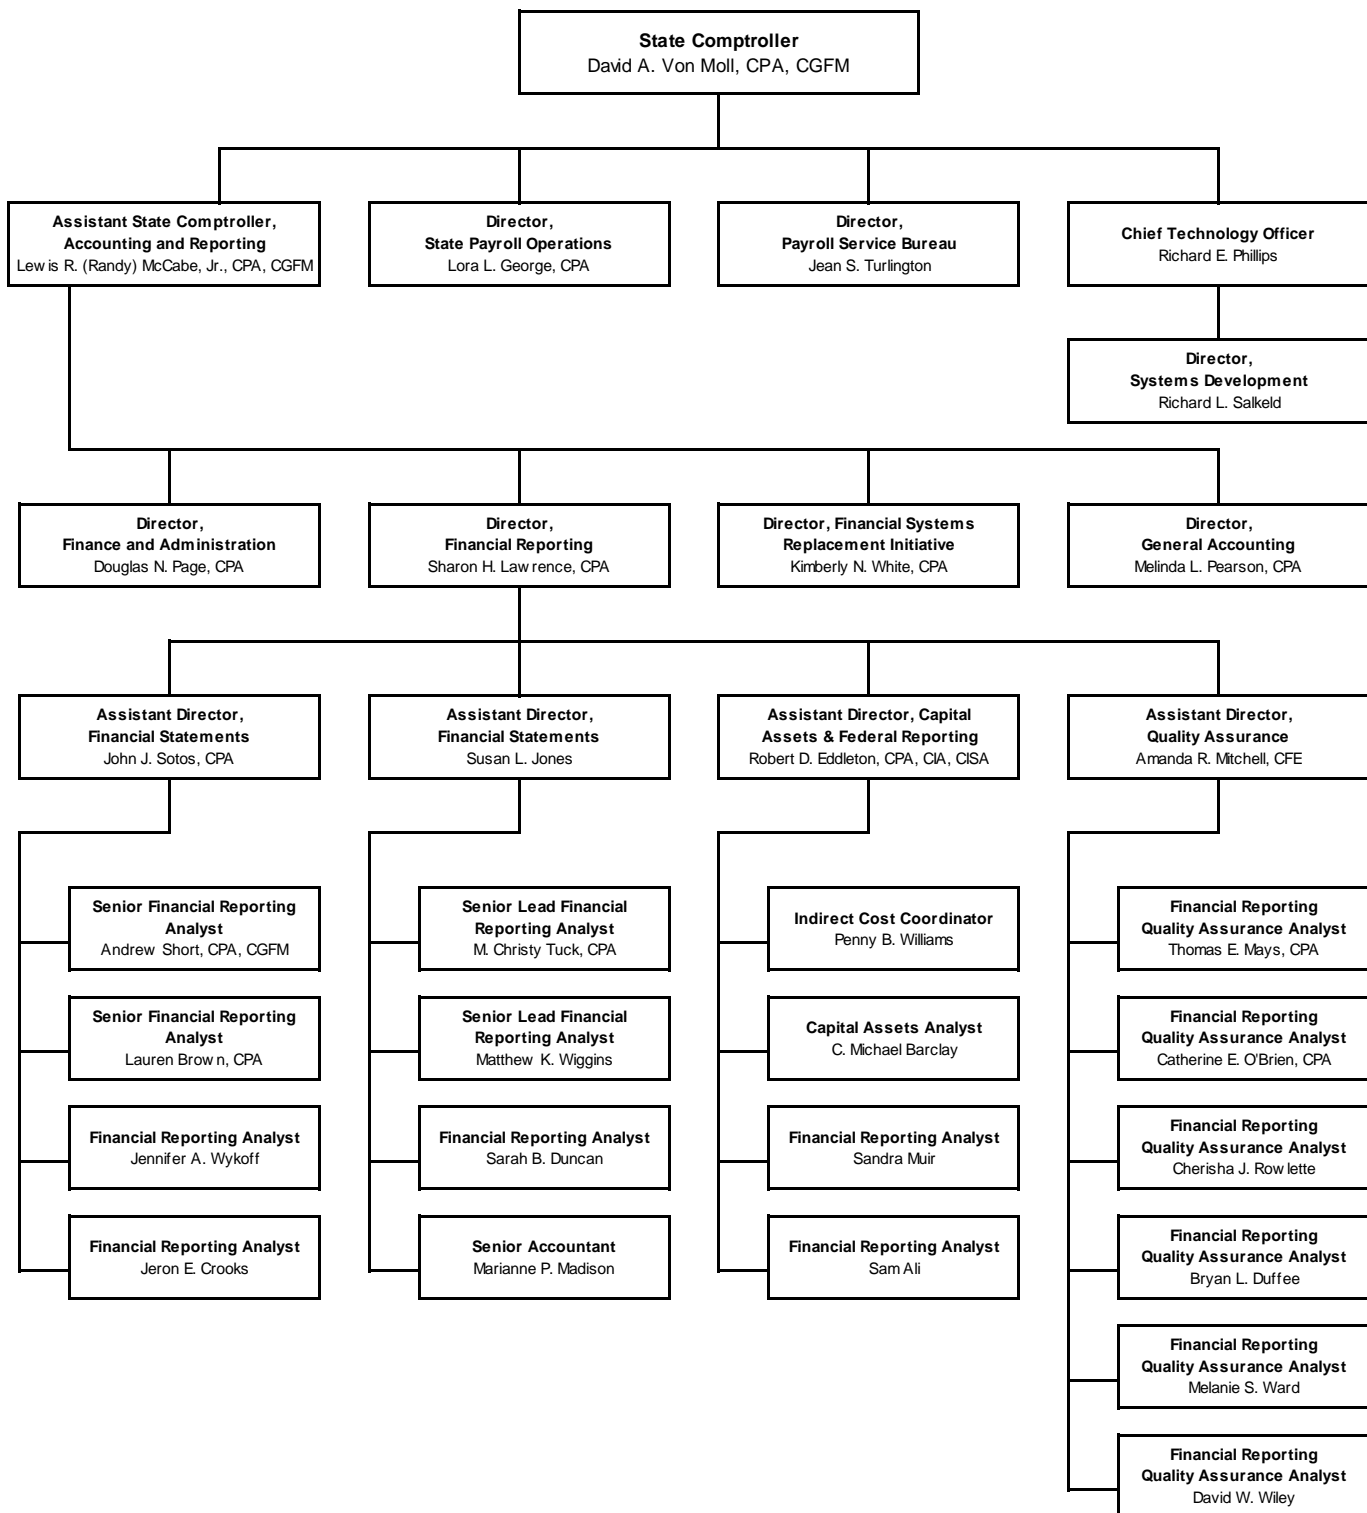 State Comptroller
David A. Von Moll, CPA, CGFM
Assistant State Comptroller,
Accounting and Reporting
Lewis R. (Randy) McCabe, Jr., CPA, CGFM
Director,
State Payroll Operations
Lora L. George, CPA
Director,
Payroll Service Bureau
Jean S. Turlington
Chief Technology Officer
Richard E. Phillips
Director,
Systems Development
Richard L. Salkeld
Director,
Finance and Administration
Douglas N. Page, CPA
Director,
Financial Reporting
Sharon H. Lawrence, CPA
Director, Financial Systems
Replacement Initiative
Kimberly N. White, CPA
Director,
General Accounting
Melinda L. Pearson, CPA
Assistant Director,
Financial Statements
John J. Sotos, CPA
Assistant Director,
Financial Statements
Susan L. Jones
Assistant Director, Capital
Assets & Federal Reporting
Robert D. Eddleton, CPA, CIA, CISA
Assistant Director,
Quality Assurance
Amanda R. Mitchell, CFE
Senior Financial Reporting
Analyst
Andrew Short, CPA, CGFM
Senior Financial Reporting
Analyst
Lauren Brown, CPA
Financial Reporting Analyst
Jennifer A. Wykoff
Financial Reporting Analyst
Jeron E. Crooks
Senior Lead Financial
Reporting Analyst
M. Christy Tuck, CPA
Senior Lead Financial
Reporting Analyst
Matthew K. Wiggins
Financial Reporting Analyst
Sarah B. Duncan
Senior Accountant
Marianne P. Madison
Indirect Cost Coordinator
Penny B. Williams
Capital Assets Analyst
C. Michael Barclay
Financial Reporting Analyst
Sandra Muir
Financial Reporting Analyst
Sam Ali
Financial Reporting
Quality Assurance Analyst
Thomas E. Mays, CPA
Financial Reporting
Quality Assurance Analyst
Catherine E. O'Brien, CPA
Financial Reporting
Quality Assurance Analyst
Cherisha J. Rowlette
Financial Reporting
Quality Assurance Analyst
Bryan L. Duffee
Financial Reporting
Quality Assurance Analyst
Melanie S. Ward
Financial Reporting
Quality Assurance Analyst
David W. Wiley